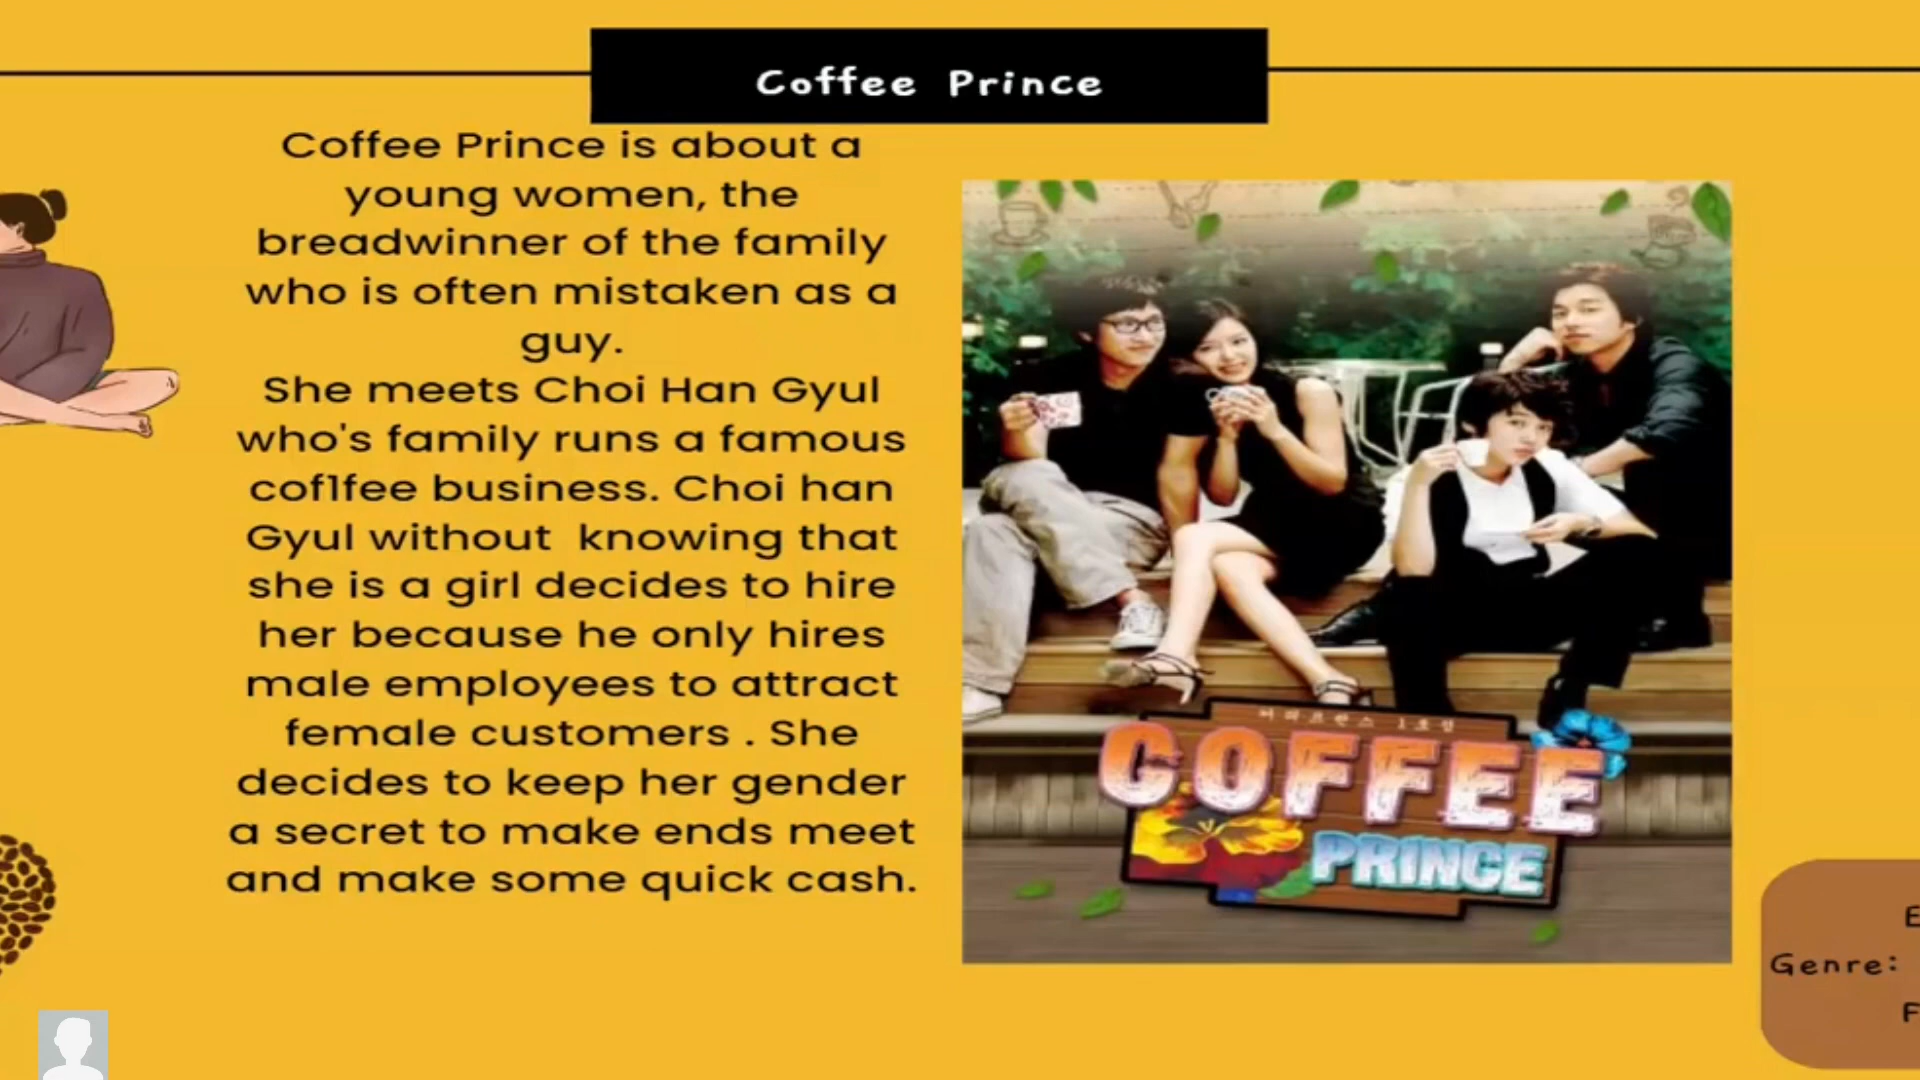 Coffee Prince
Coffee Prince is about a
young women, the
breadwinner of the family
who is often mistaken as a
guy.
She meets Choi Han Gyul
who's family runs a famous
cof1fee business. Choi han
Gyul without knowing that
she is a girl decides to hire
her because he only hires
male employees to attract
female customers . She
decides to keep her gender
a secret to make ends meet
and make some quick cash.
COFFEE
PRINCE
E
Genre:
F